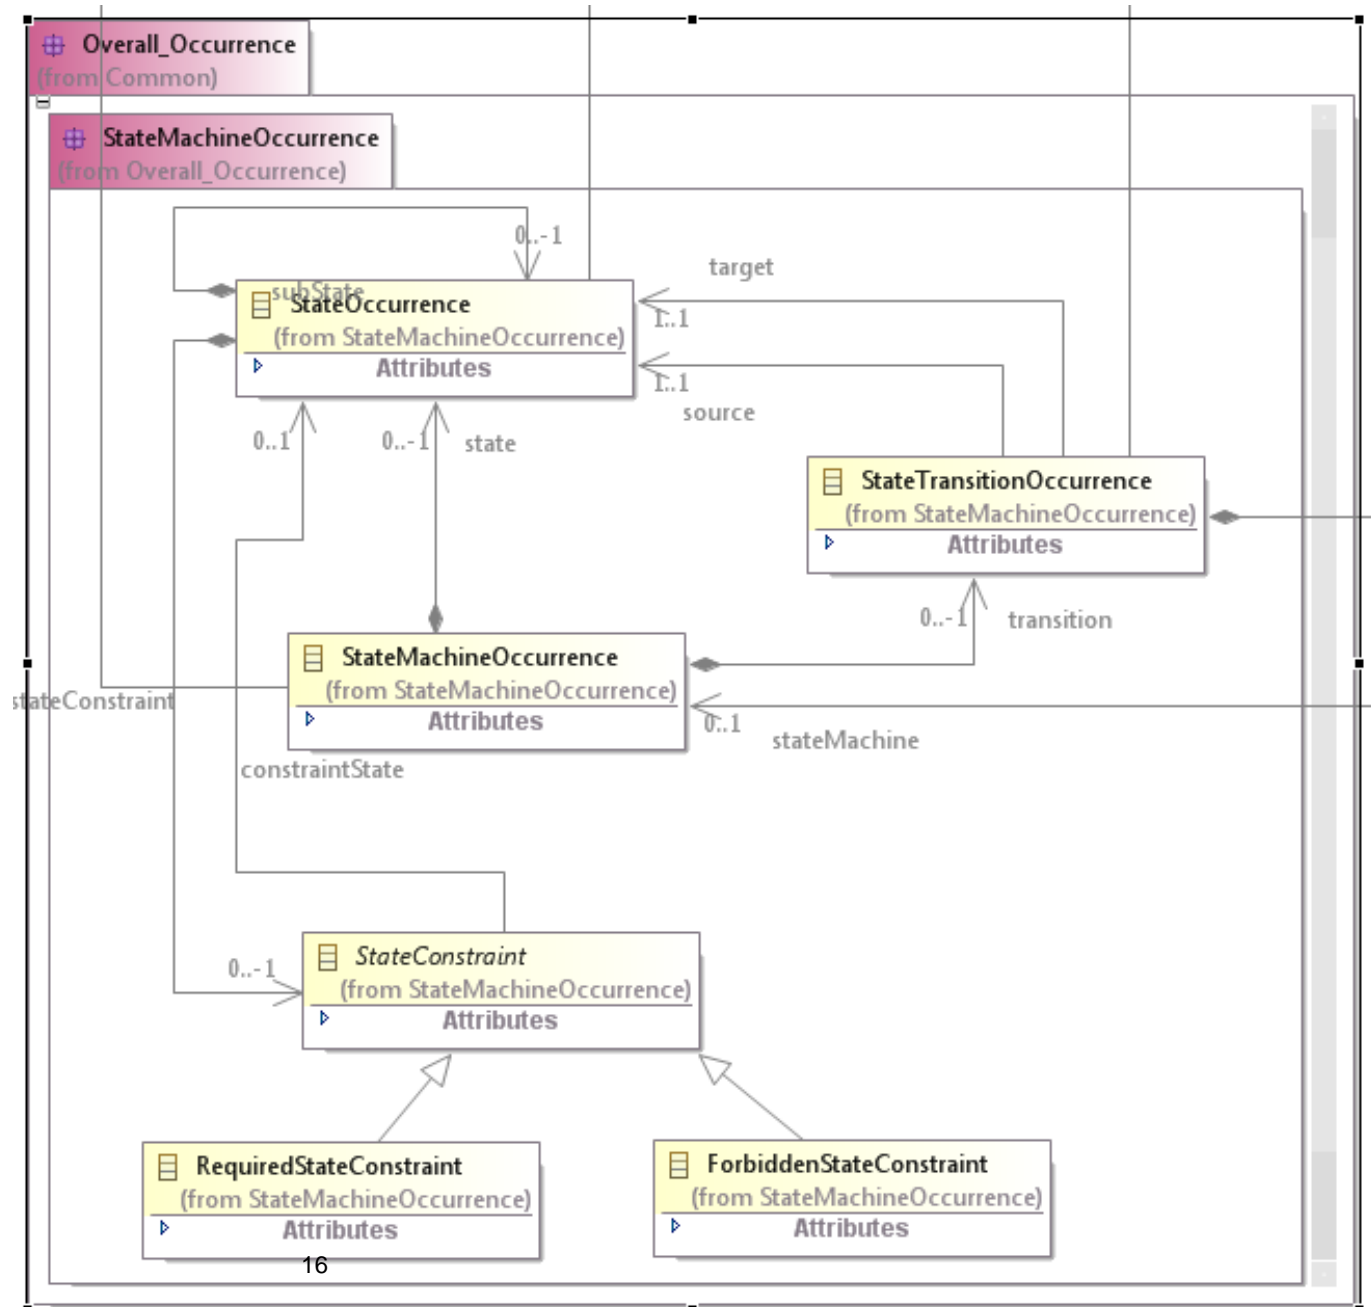 Overall_Occurrence
(from Common)
StateMachineOccurrence
(from Overall_Occurrence)
0..-1
target
subState
StateOccurrence
1..1
(from StateMachineOccurrence)
Attributes
1..1
source
0..1
0..-1
state
StateTransitionOccurrence
(from StateMachineOccurrence)
Attributes
0..-1
transition
StateMachineOccurrence
(from StateMachineOccurrence)
stateConstraint
Attributes
0..1
stateMachine
constraintState
StateConstraint
0..-1
(from StateMachineOccurrence)
Attributes
RequiredStateConstraint
(from StateMachineOccurrence)
Attributes
ForbiddenStateConstraint
(from StateMachineOccurrence)
Attributes
16